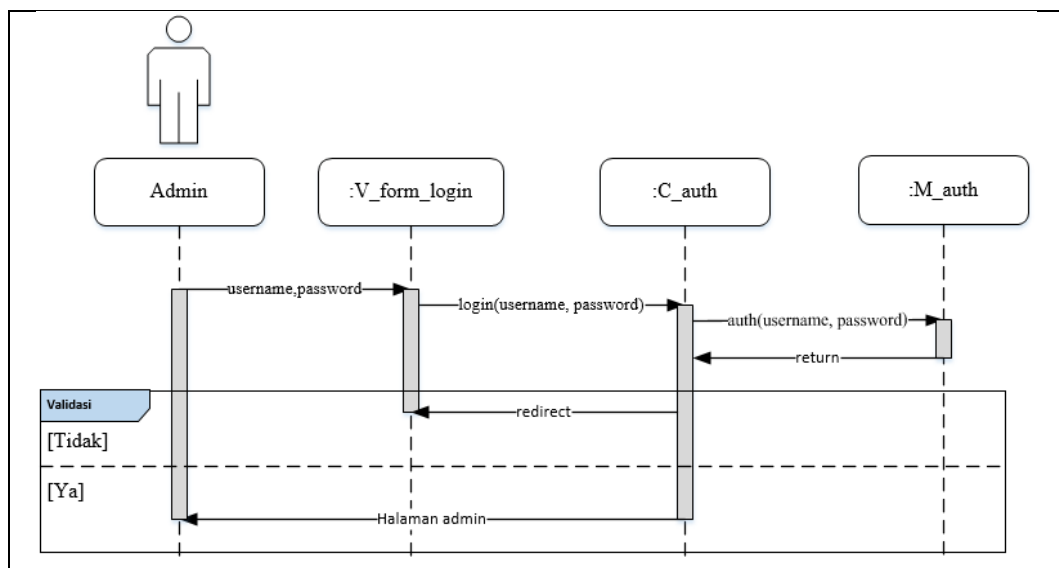 Admin
:V_form_login
:C_auth
:M_auth
username,password
login(username, password)
auth(username, password)
return
Validasi
redirect
[Tidak]
[Ya]
Halaman admin